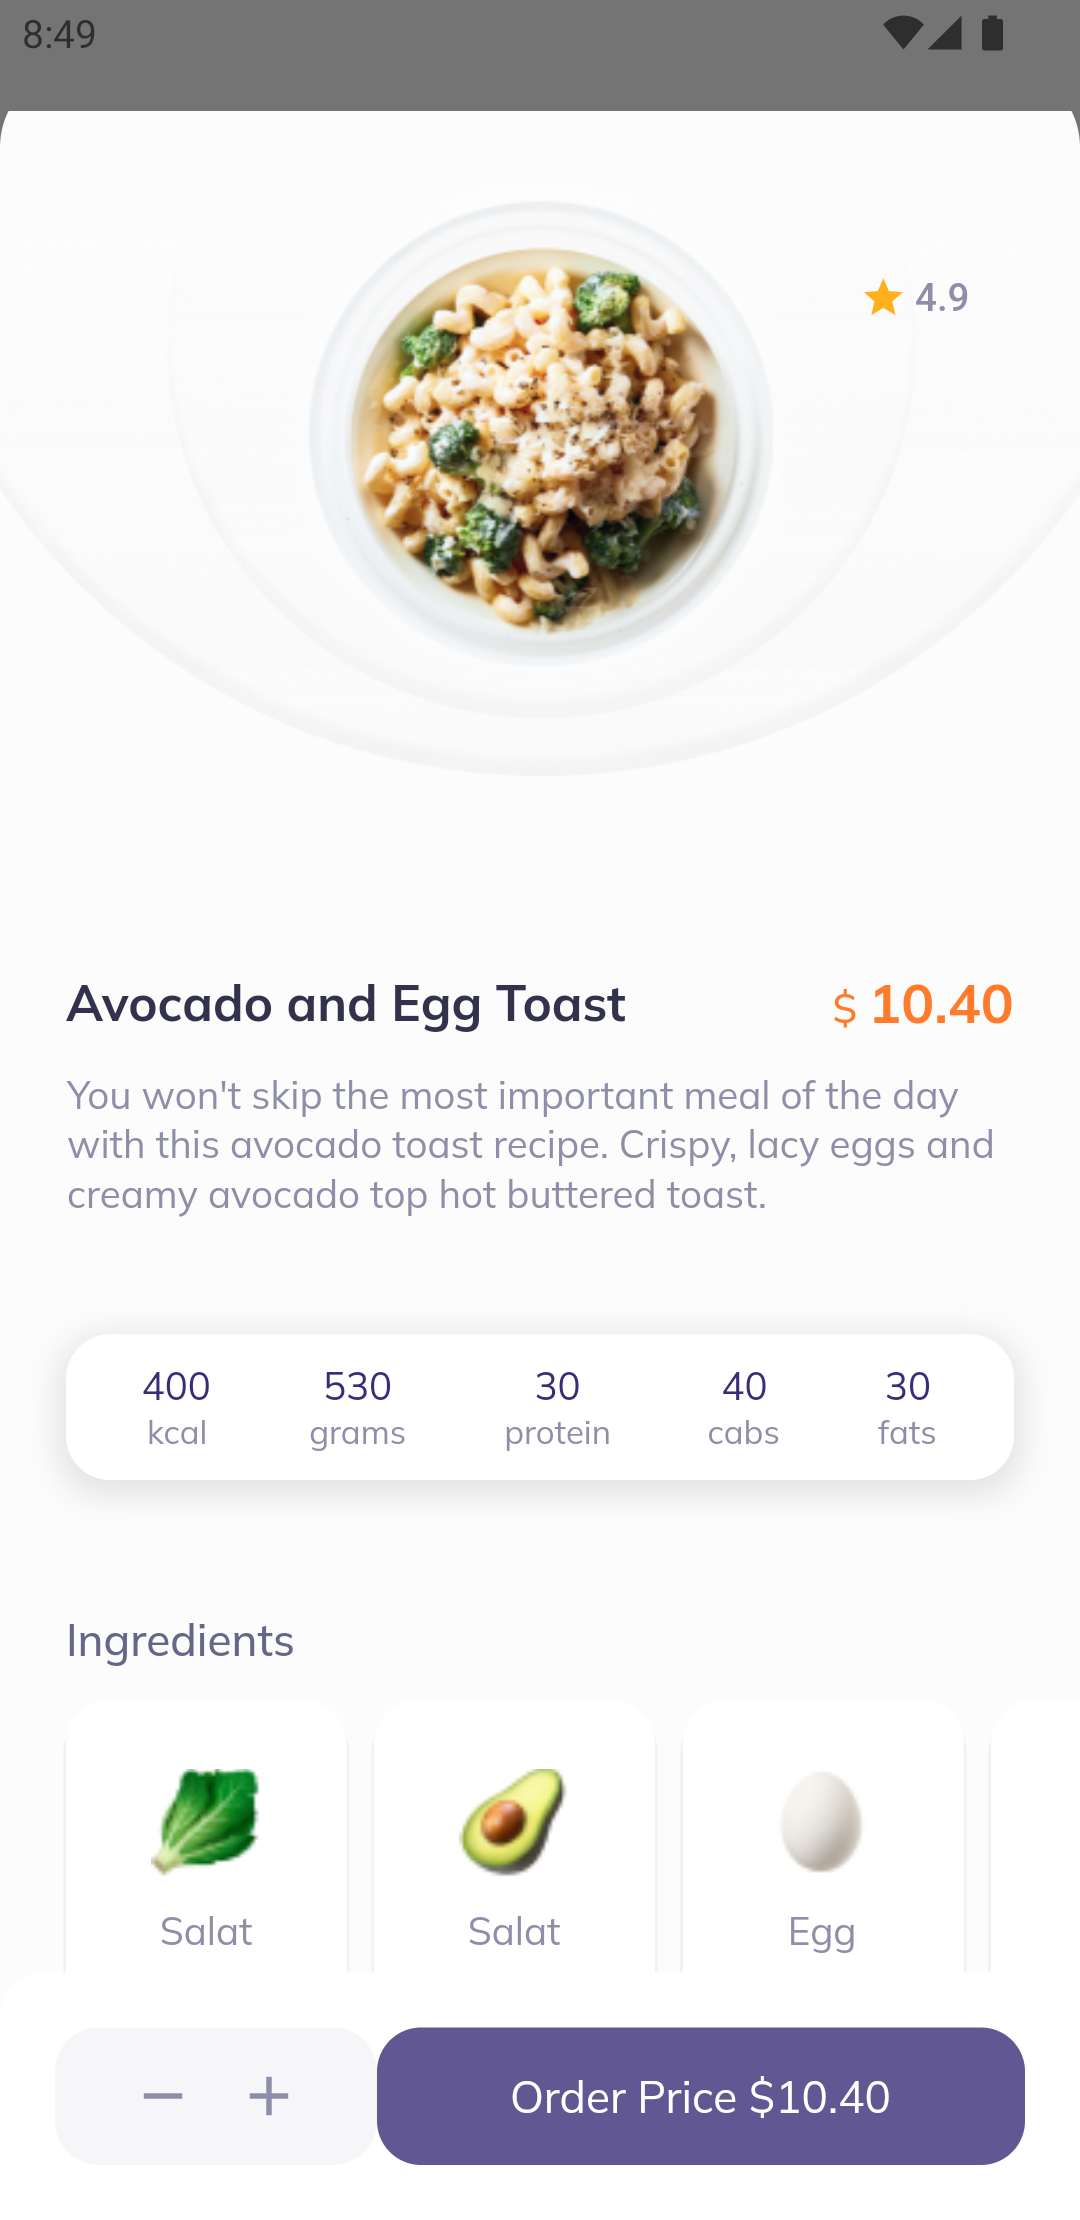 8:49
4.9
Avocado and Egg Toast $ 10.40
You won't skip the most important meal of the day
with this avocado toast recipe. Crispy, lacy eggs and
creamy avocado top hot buttered toast.
400 530 30 40 30
kcal grams protein cabs fats
Ingredients
Salat Salat Egg
Order Price $10.40